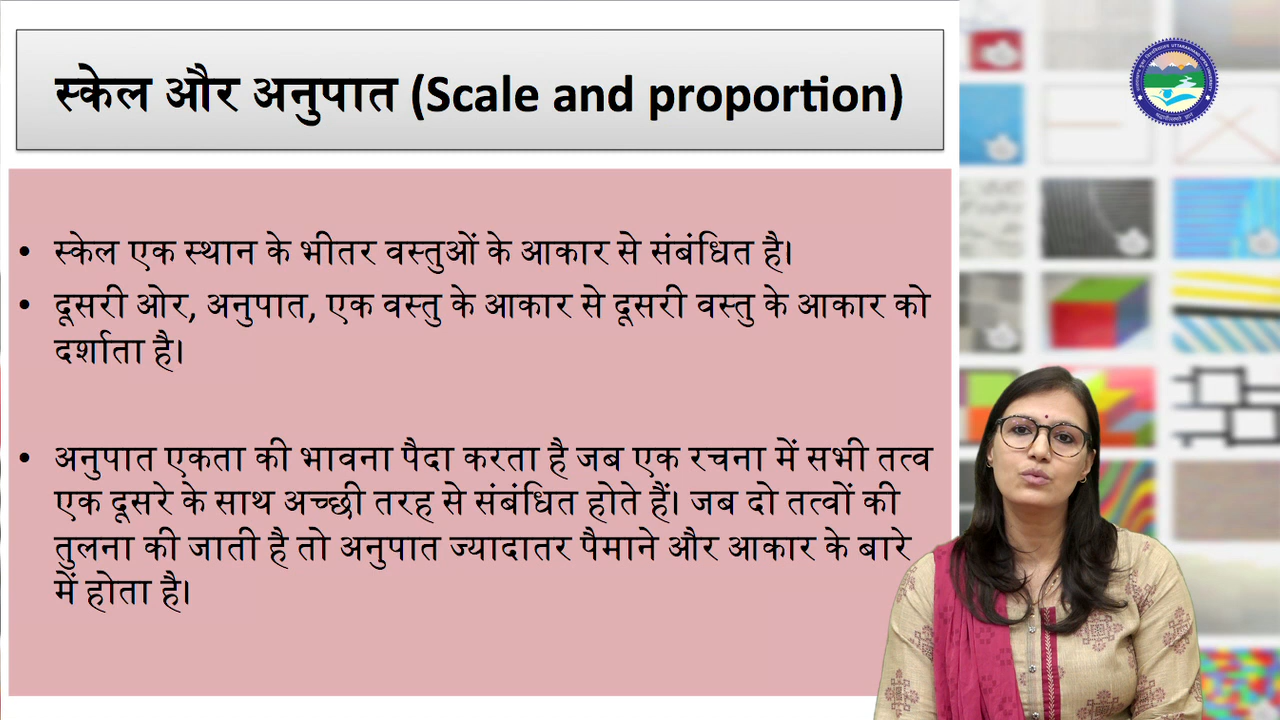 स्केल और अनुपात (Scale and proportion)
• स्केल एक स्थान के भीतर वस्तुओं के आकार से संबंधित है।
• दूसरी ओर, अनुपात, एक वस्तु के आकार से दूसरी वस्तु के आकार को
दर्शाता है।
• अनुपात एकता की भावना पैदा करता है जब एक रचना में सभी तत्व
एक दूसरे के साथ अच्छी तरह से संबंधित होते हैं। जब दो तत्वों की
तुलना की जाती है तो अनुपात ज्यादातर पैमाने और आकार के बारे
में होता है।